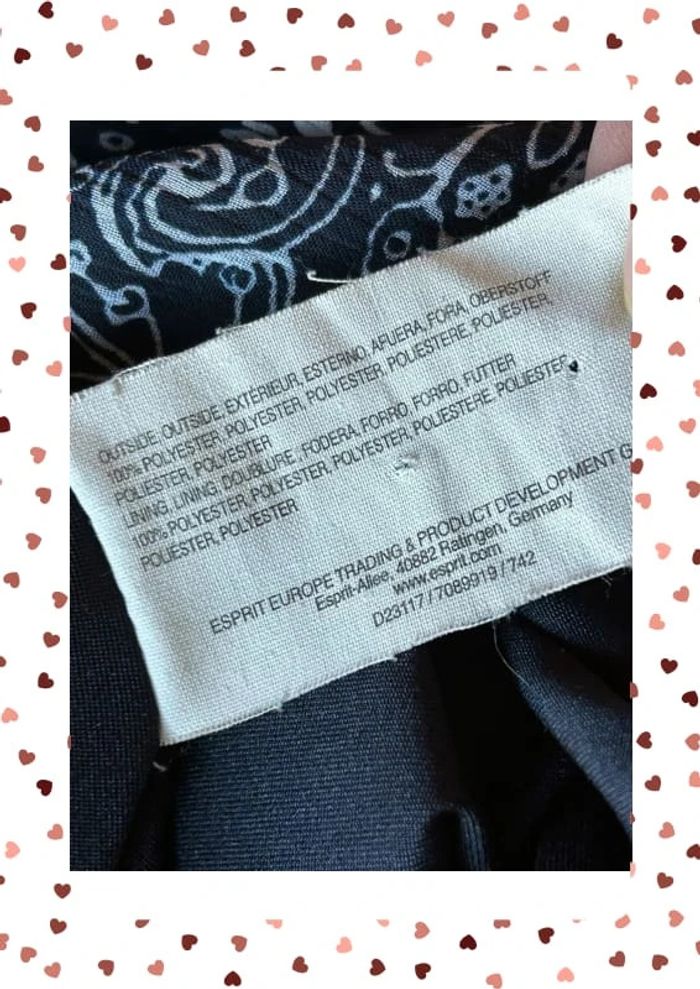 OUTSIDE, OUTSIDE, EXTÉRIEUR, ESTERNO, AFUERA, FORA, OBERSTOFF
100% POLYESTER, POLYESTER, POLYESTER, POLIESTERE, POLIESTER,
POLIESTER, POLYESTER
LINING, LINING, DOUBLURE, FODERA, FORRO, FORRO, FUTTER
100% POLYESTER, POLYESTER, POLYESTER, POLIESTERE, POLIESTER,
POLIESTER, POLYESTER
ESPRIT EUROPE TRADING & PRODUCT DEVELOPMENT G
Esprit-Allee, 40882 Ratingen, Germany
www.esprit.com
D23117 / 7089919 / 742